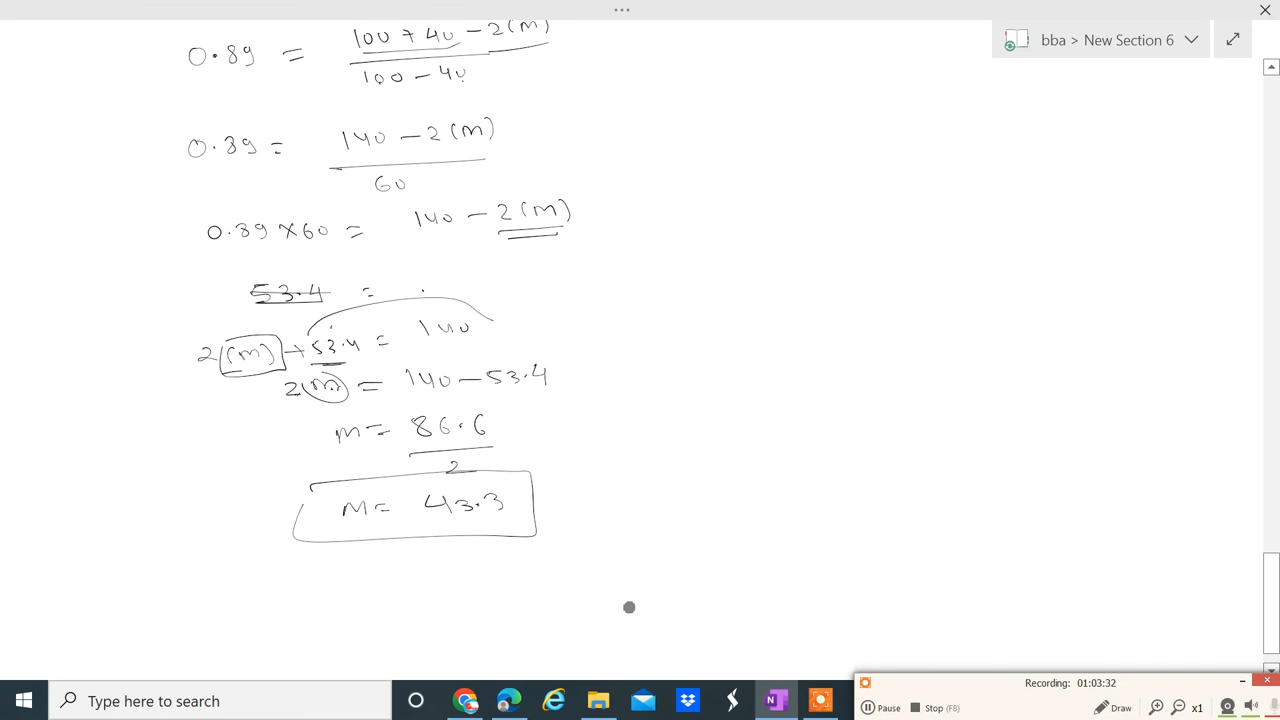 bba > New Section 6
0.89 = 100 + 40 - 2(m)
100 - 40
0.89 = 140 - 2(m)
60
0.89 × 60 = 140 - 2(m)
53.4 = .
2(m) + 53.4 = 140
2(m) = 140 - 53.4
m = 86.6
2
M = 43.3
Type here to search
Recording: 01:03:32
Pause Stop (F8) Draw x1